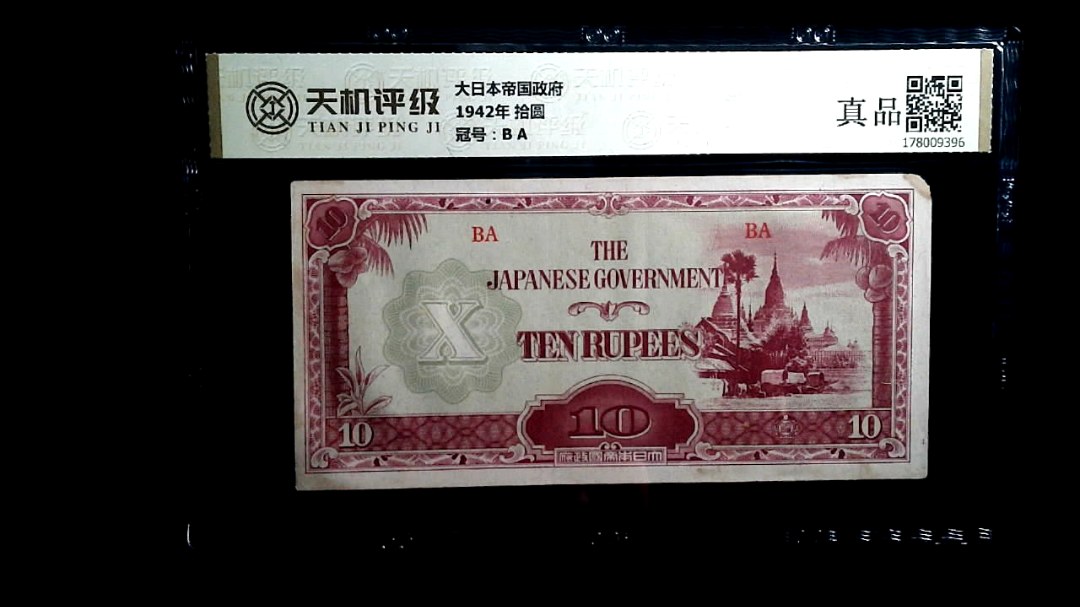 天机评级
TIAN JI PING JI
大日本帝国政府
1942年 拾圆
冠号：BA
真品
178009396
10
10
BA
BA
THE
JAPANESE GOVERNMENT
X
TEN RUPEES
10
10
10
府政國帝本日大